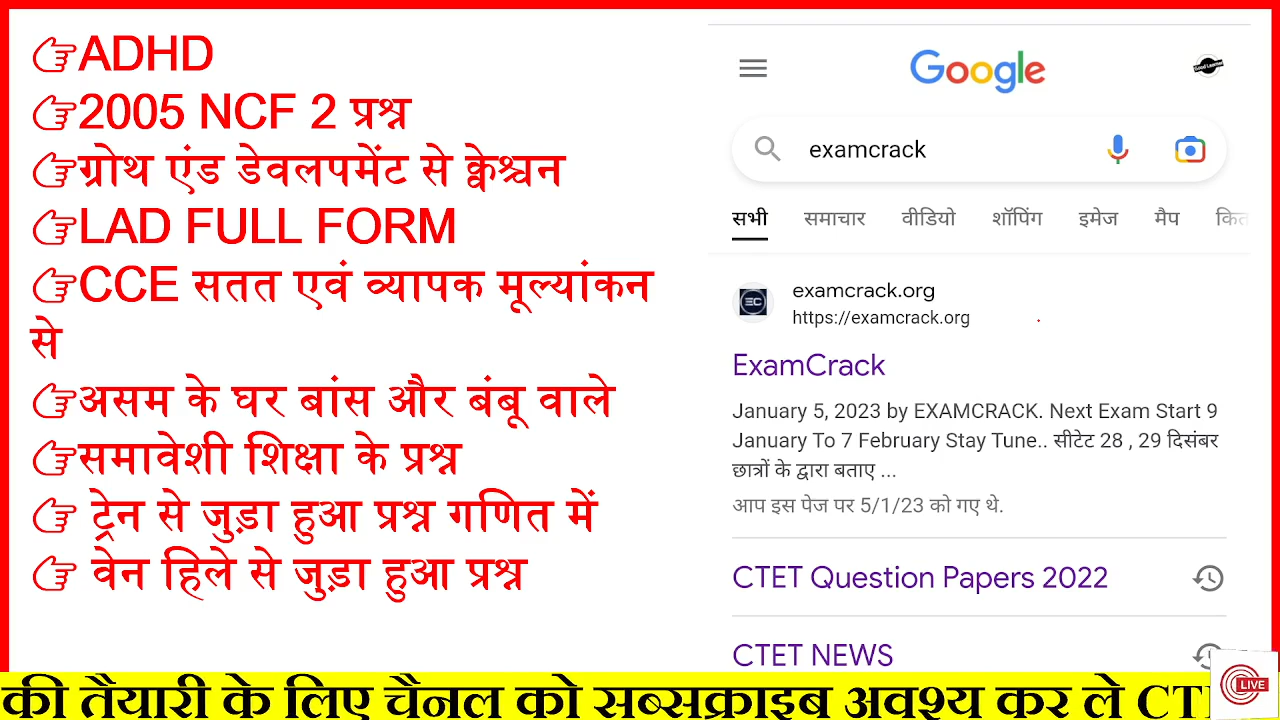 👉ADHD
👉2005 NCF 2 प्रश्न
👉ग्रोथ एंड डेवलपमेंट से क्वेश्चन
👉LAD FULL FORM
👉CCE सतत एवं व्यापक मूल्यांकन
से
👉असम के घर बांस और बंबू वाले
👉समावेशी शिक्षा के प्रश्न
👉 ट्रेन से जुड़ा हुआ प्रश्न गणित में
👉 वेन हिले से जुड़ा हुआ प्रश्न
Google
examcrack
सभी समाचार वीडियो शॉपिंग इमेज मैप
EC
examcrack.org
https://examcrack.org
ExamCrack
January 5, 2023 by EXAMCRACK. Next Exam Start 9
January To 7 February Stay Tune.. सीटेट 28 , 29 दिसंबर
छात्रों के द्वारा बताए ...
आप इस पेज पर 5/1/23 को गए थे.
CTET Question Papers 2022
CTET NEWS
LIVE
की तैयारी के लिए चैनल को सब्सक्राइब अवश्य कर ले